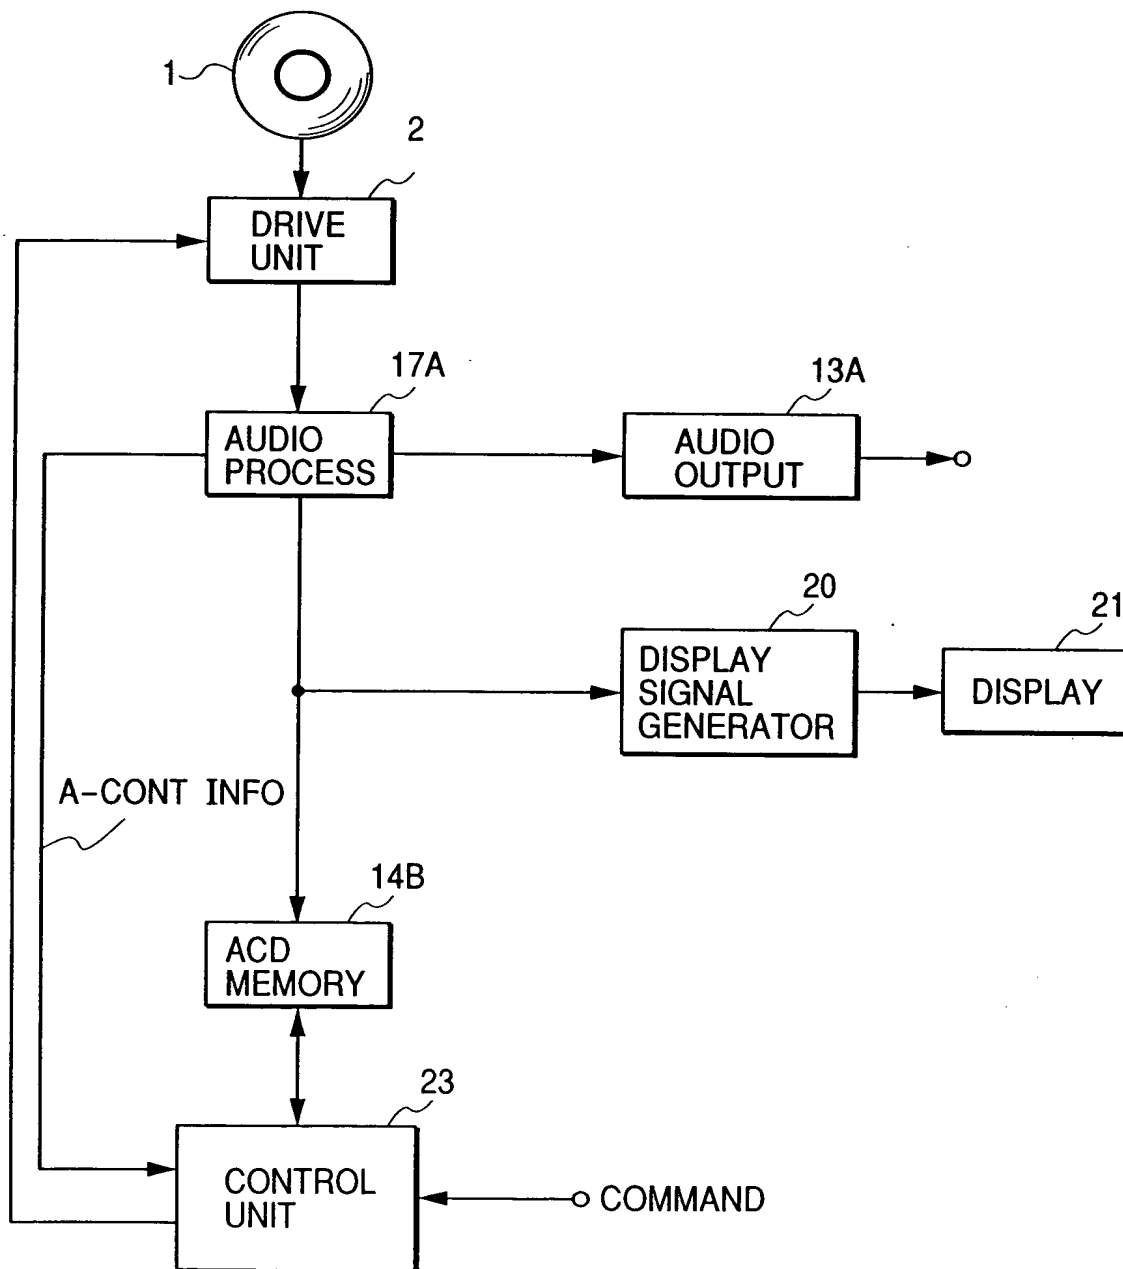 1
2
DRIVE
UNIT
17A
AUDIO
PROCESS
13A
AUDIO
OUTPUT
20
DISPLAY
SIGNAL
GENERATOR
21
DISPLAY
A-CONT INFO
14B
ACD
MEMORY
23
CONTROL
UNIT
COMMAND